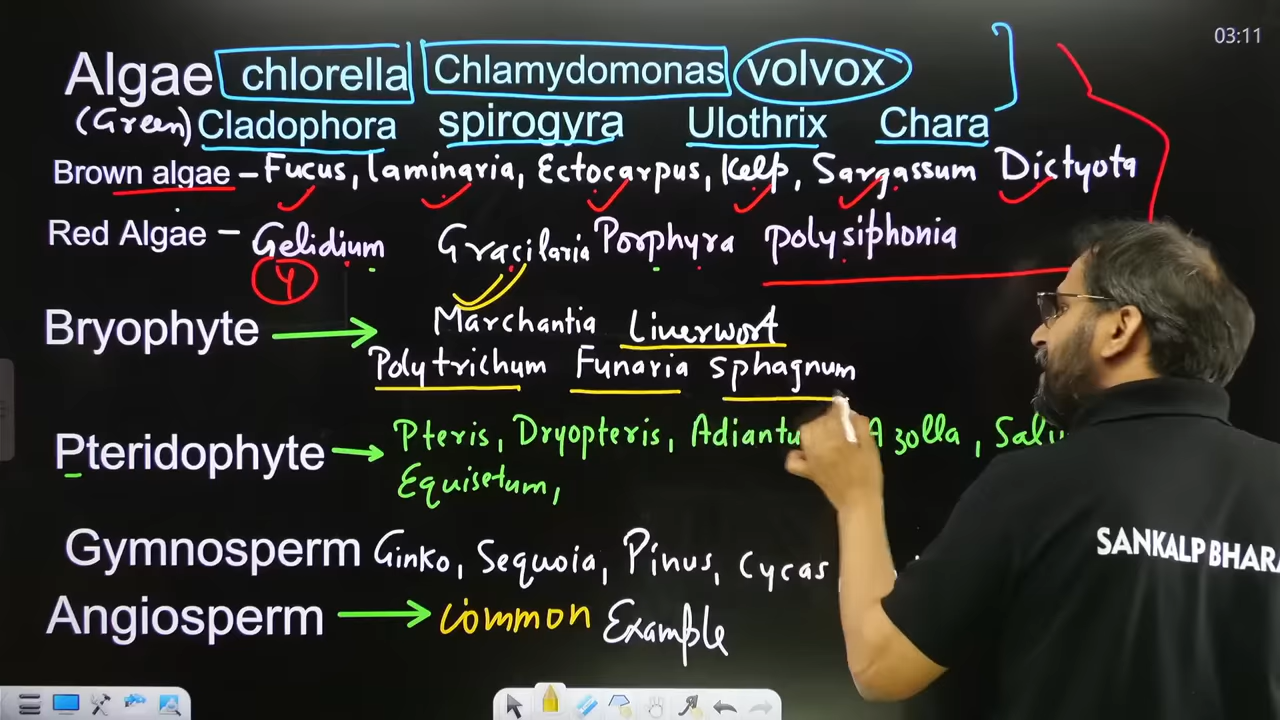 03:11
Algae chlorella Chlamydomonas volvox
(Green) Cladophora spirogyra Ulothrix Chara
Brown algae – Fucus, laminaria, Ectocarpus, Kelp, Sargassum Dictyota
Red Algae – Gelidium Gracilaria Porphyra polysiphonia
4
Bryophyte Marchantia Liverwort
Polytrichum Funaria sphagnum
Pteridophyte Pteris, Dryopteris, Azolla,
Equisetum,
Gymnosperm Ginko, Sequoia, Pinus, Cycas
Angiosperm common Example
SANKALP